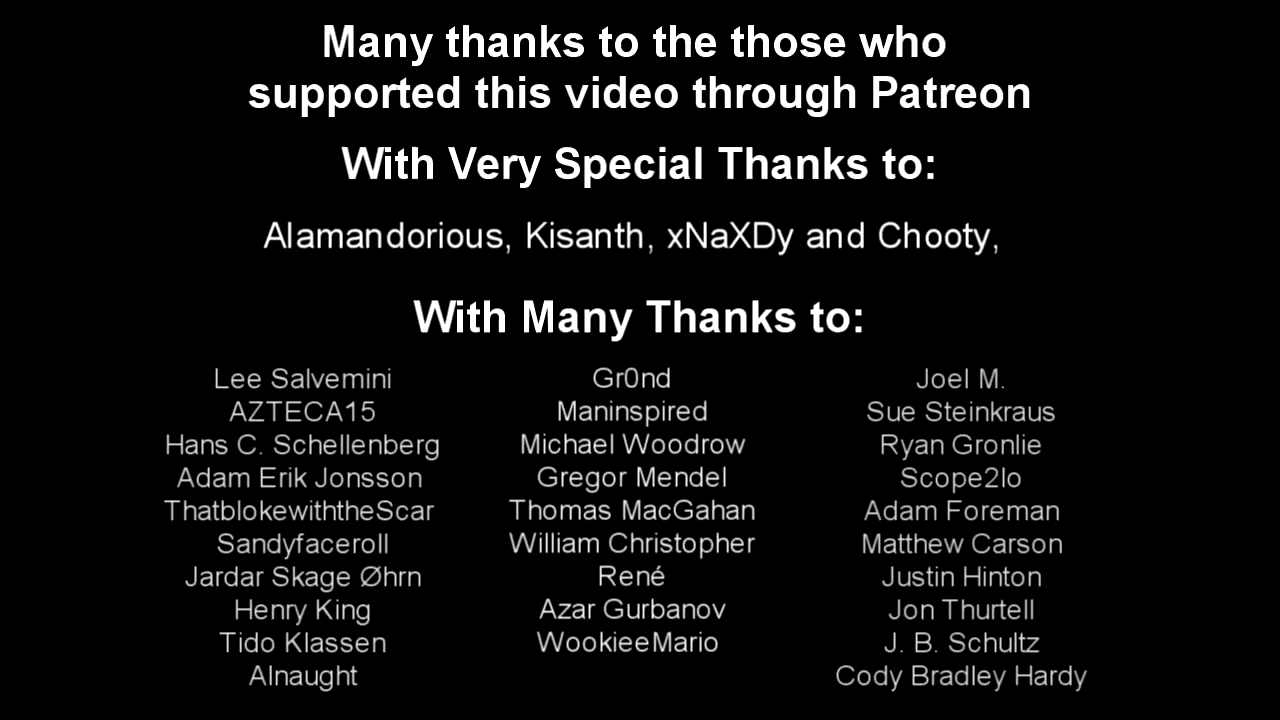 Many thanks to the those who
supported this video through Patreon
With Very Special Thanks to:
Alamandorious, Kisanth, xNaXDy and Chooty,
With Many Thanks to:
Lee Salvemini
AZTECA15
Hans C. Schellenberg
Adam Erik Jonsson
ThatblokewiththeScar
Sandyfaceroll
Jardar Skage Øhrn
Henry King
Tido Klassen
Alnaught
Gr0nd
Maninspired
Michael Woodrow
Gregor Mendel
Thomas MacGahan
William Christopher
René
Azar Gurbanov
WookieeMario
Joel M.
Sue Steinkraus
Ryan Gronlie
Scope2lo
Adam Foreman
Matthew Carson
Justin Hinton
Jon Thurtell
J. B. Schultz
Cody Bradley Hardy